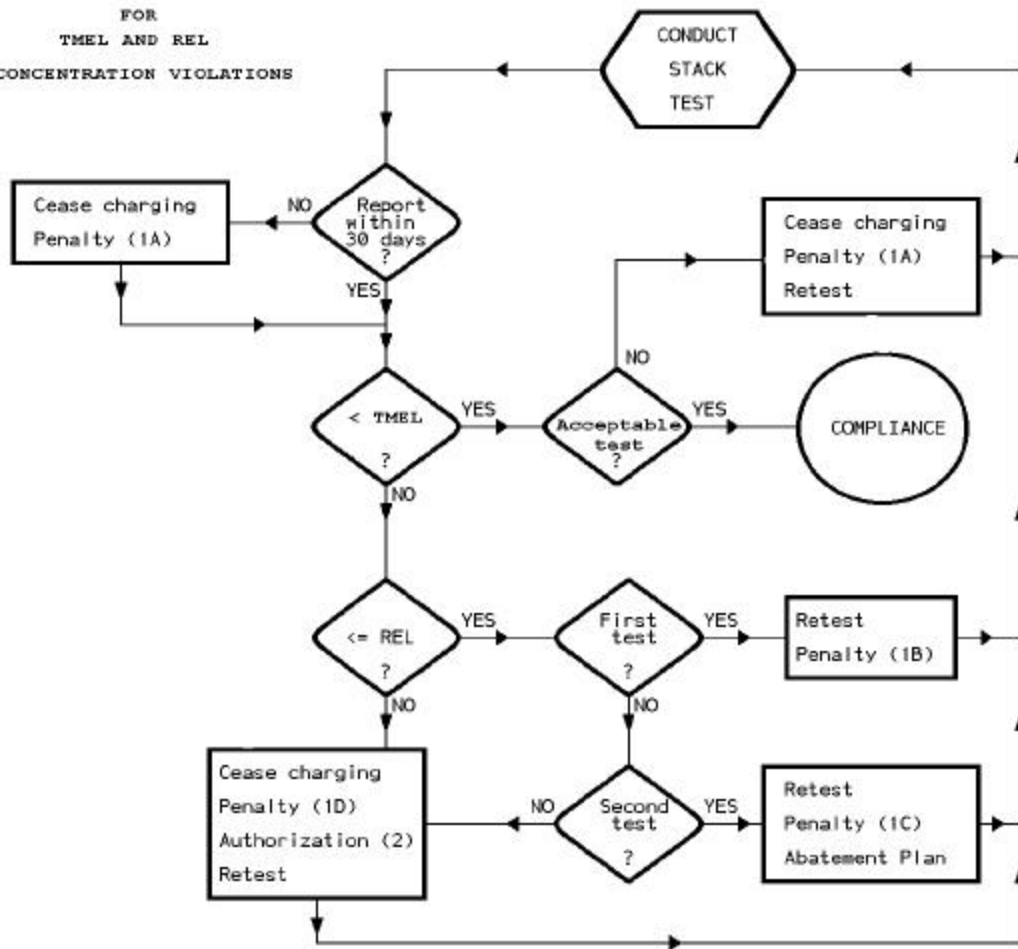 FOR
TMEL AND REL
CONCENTRATION VIOLATIONS
CONDUCT
STACK
TEST
Cease charging
Penalty (1A)
NO
Report
within
30 days
?
YES
Cease charging
Penalty (1A)
Retest
NO
< TMEL
?
YES
Acceptable
test
?
YES
COMPLIANCE
NO
<= REL
?
YES
First
test
?
YES
Retest
Penalty (1B)
NO
NO
Cease charging
Penalty (1D)
Authorization (2)
Retest
NO
Second
test
?
YES
Retest
Penalty (1C)
Abatement Plan